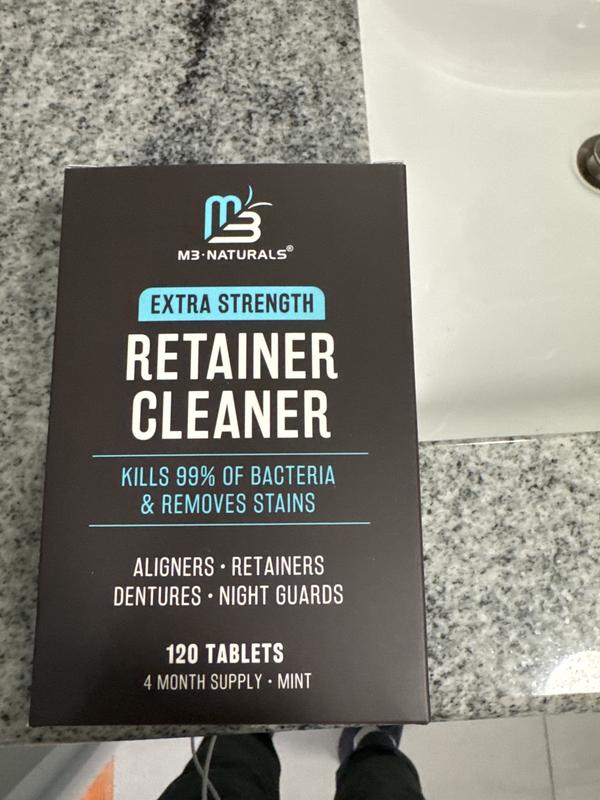 M3
M3·NATURALS®
EXTRA STRENGTH
RETAINER
CLEANER
KILLS 99% OF BACTERIA
& REMOVES STAINS
ALIGNERS • RETAINERS
DENTURES • NIGHT GUARDS
120 TABLETS
4 MONTH SUPPLY • MINT